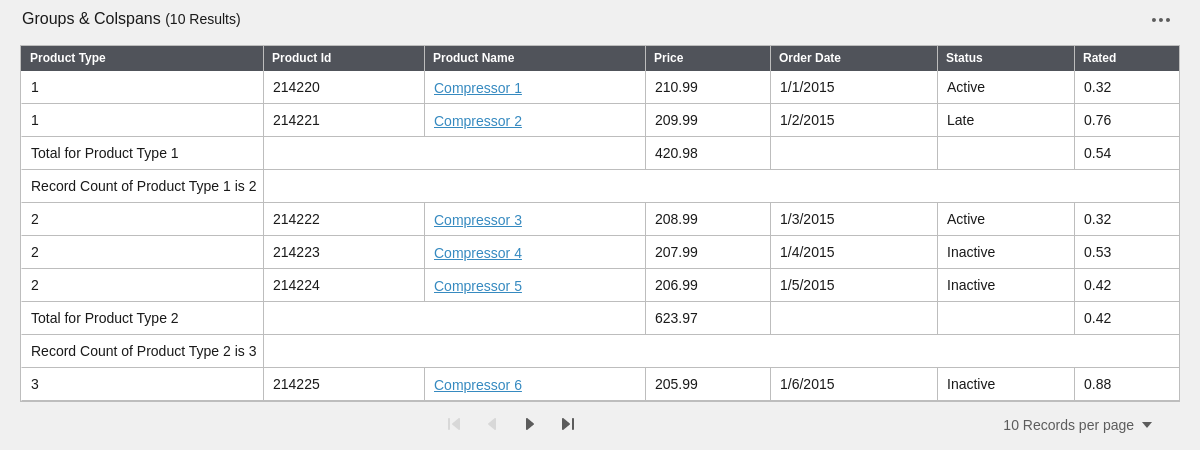 Groups & Colspans (10 Results)
Product Type Product Id Product Name Price Order Date Status Rated
1 214220 Compressor 1 210.99 1/1/2015 Active 0.32
1 214221 Compressor 2 209.99 1/2/2015 Late 0.76
Total for Product Type 1 420.98 0.54
Record Count of Product Type 1 is 2
2 214222 Compressor 3 208.99 1/3/2015 Active 0.32
2 214223 Compressor 4 207.99 1/4/2015 Inactive 0.53
2 214224 Compressor 5 206.99 1/5/2015 Inactive 0.42
Total for Product Type 2 623.97 0.42
Record Count of Product Type 2 is 3
3 214225 Compressor 6 205.99 1/6/2015 Inactive 0.88
10 Records per page